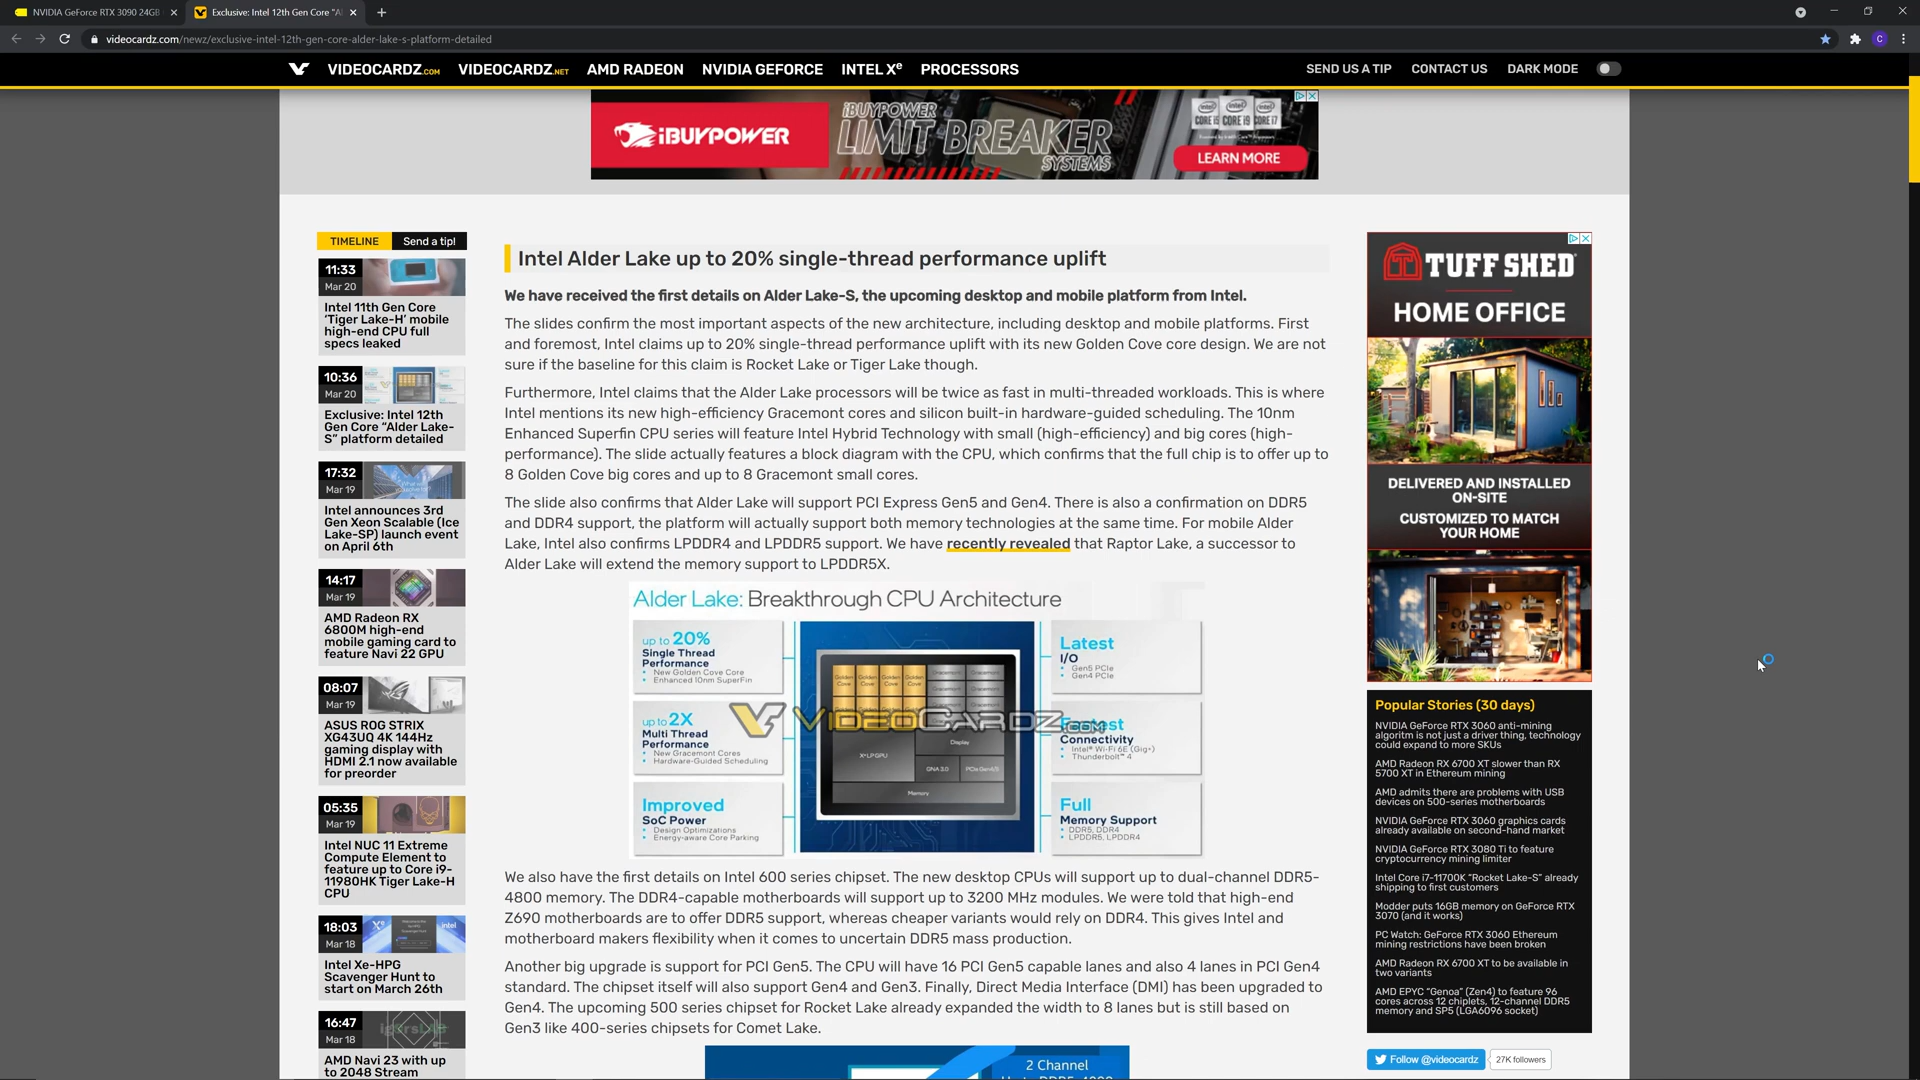 NVIDIA GeForce RTX 3090 24GB
Exclusive: Intel 12th Gen Core "A
videocardz.com/newz/exclusive-intel-12th-gen-core-alder-lake-s-platform-detailed
C
VIDEOCARDZ.COM
VIDEOCARDZ.NET
AMD RADEON
NVIDIA GEFORCE
INTEL Xe
PROCESSORS
SEND US A TIP
CONTACT US
DARK MODE
iBUYPOWER
iBUYPOWER
LIMIT BREAKER
SYSTEMS
intel intel intel
CORE i5 CORE i9 CORE i7
LEARN MORE
TIMELINE
Send a tip!
11:33
Mar 20
Intel 11th Gen Core
‘Tiger Lake-H’ mobile
high-end CPU full
specs leaked
10:36
Mar 20
Exclusive: Intel 12th
Gen Core “Alder Lake-
S” platform detailed
17:32
Mar 19
Intel announces 3rd
Gen Xeon Scalable (Ice
Lake-SP) launch event
on April 6th
14:17
Mar 19
AMD Radeon RX
6800M high-end
mobile gaming card to
feature Navi 22 GPU
08:07
Mar 19
ASUS ROG STRIX
XG43UQ 4K 144Hz
gaming display with
HDMI 2.1 now available
for preorder
05:35
Mar 19
Intel NUC 11 Extreme
Compute Element to
feature up to Core i9-
11980HK Tiger Lake-H
CPU
18:03
Mar 18
Xe
intel
Intel Xe-HPG
Scavenger Hunt to
start on March 26th
16:47
Mar 18
igorsLAB
AMD Navi 23 with up
to 2048 Stream
Intel Alder Lake up to 20% single-thread performance uplift
We have received the first details on Alder Lake-S, the upcoming desktop and mobile platform from Intel.
The slides confirm the most important aspects of the new architecture, including desktop and mobile platforms. First
and foremost, Intel claims up to 20% single-thread performance uplift with its new Golden Cove core design. We are not
sure if the baseline for this claim is Rocket Lake or Tiger Lake though.
Furthermore, Intel claims that the Alder Lake processors will be twice as fast in multi-threaded workloads. This is where
Intel mentions its new high-efficiency Gracemont cores and silicon built-in hardware-guided scheduling. The 10nm
Enhanced Superfin CPU series will feature Intel Hybrid Technology with small (high-efficiency) and big cores (high-
performance). The slide actually features a block diagram with the CPU, which confirms that the full chip is to offer up to
8 Golden Cove big cores and up to 8 Gracemont small cores.
The slide also confirms that Alder Lake will support PCI Express Gen5 and Gen4. There is also a confirmation on DDR5
and DDR4 support, the platform will actually support both memory technologies at the same time. For mobile Alder
Lake, Intel also confirms LPDDR4 and LPDDR5 support. We have recently revealed that Raptor Lake, a successor to
Alder Lake will extend the memory support to LPDDR5X.
Alder Lake: Breakthrough CPU Architecture
up to 20%
Single Thread
Performance
• New Golden Cove Core
• Enhanced 10nm SuperFin
up to 2X
Multi Thread
Performance
• New Gracemont Cores
• Hardware-Guided Scheduling
Improved
SoC Power
• Design Optimizations
• Energy-aware Core Parking
Golden Cove Golden Cove Golden Cove Golden Cove
Gracemont Gracemont
Gracemont Gracemont
VIDEOCARDZ.COM
Xe LP GPU
Display
GNA 3.0
PCIe Gen4/5
Memory
Latest
I/O
• Gen5 PCIe
• Gen4 PCIe
Fastest
Connectivity
• Intel® Wi-Fi 6E (Gig+)
• Thunderbolt™ 4
Full
Memory Support
• DDR5, DDR4
• LPDDR5, LPDDR4
We also have the first details on Intel 600 series chipset. The new desktop CPUs will support up to dual-channel DDR5-
4800 memory. The DDR4-capable motherboards will support up to 3200 MHz modules. We were told that high-end
Z690 motherboards are to offer DDR5 support, whereas cheaper variants would rely on DDR4. This gives Intel and
motherboard makers flexibility when it comes to uncertain DDR5 mass production.
Another big upgrade is support for PCI Gen5. The CPU will have 16 PCI Gen5 capable lanes and also 4 lanes in PCI Gen4
standard. The chipset itself will also support Gen4 and Gen3. Finally, Direct Media Interface (DMI) has been upgraded to
Gen4. The upcoming 500 series chipset for Rocket Lake already expanded the width to 8 lanes but is still based on
Gen3 like 400-series chipsets for Comet Lake.
2 Channel
TUFF SHED
HOME OFFICE
DELIVERED AND INSTALLED
ON-SITE
CUSTOMIZED TO MATCH
YOUR HOME
Popular Stories (30 days)
NVIDIA GeForce RTX 3060 anti-mining
algoritm is not just a driver thing, technology
could expand to more SKUs
AMD Radeon RX 6700 XT slower than RX
5700 XT in Ethereum mining
AMD admits there are problems with USB
devices on 500-series motherboards
NVIDIA GeForce RTX 3060 graphics cards
already available on second-hand market
NVIDIA GeForce RTX 3080 Ti to feature
cryptocurrency mining limiter
Intel Core i7-11700K “Rocket Lake-S” already
shipping to first customers
Modder puts 16GB memory on GeForce RTX
3070 (and it works)
PC Watch: GeForce RTX 3060 Ethereum
mining restrictions have been broken
AMD Radeon RX 6700 XT to be available in
two variants
AMD EPYC “Genoa” (Zen4) to feature 96
cores across 12 chiplets, 12-channel DDR5
memory and SP5 (LGA6096 socket)
Follow @videocardz
27K followers